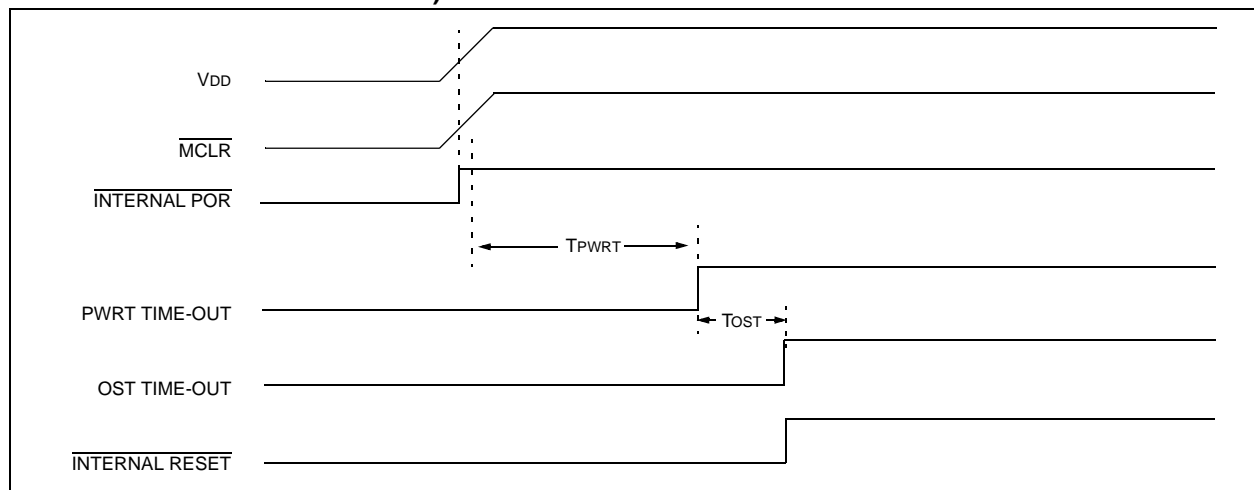 VDD
MCLR
INTERNAL POR
TPWRT
PWRT TIME-OUT
TOST
OST TIME-OUT
INTERNAL RESET